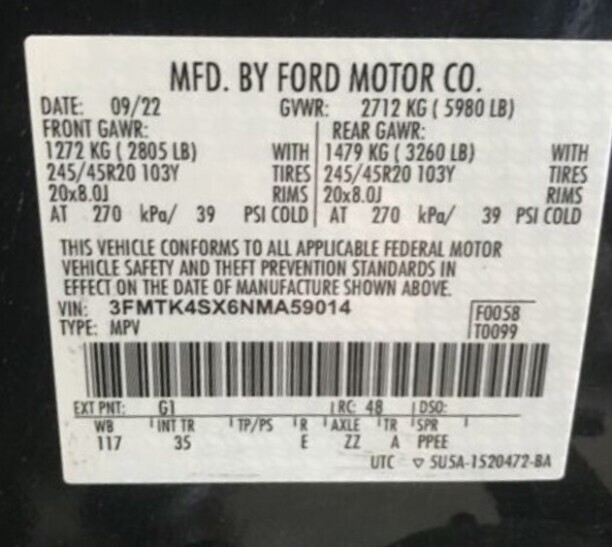 MFD. BY FORD MOTOR CO.
DATE: 09/22 GVWR: 2712 KG ( 5980 LB)
FRONT GAWR: REAR GAWR:
1272 KG ( 2805 LB) WITH 1479 KG ( 3260 LB) WITH
245/45R20 103Y TIRES 245/45R20 103Y TIRES
20x8.0J RIMS 20x8.0J RIMS
AT 270 kPa/ 39 PSI COLD AT 270 kPa/ 39 PSI COLD
THIS VEHICLE CONFORMS TO ALL APPLICABLE FEDERAL MOTOR
VEHICLE SAFETY AND THEFT PREVENTION STANDARDS IN
EFFECT ON THE DATE OF MANUFACTURE SHOWN ABOVE.
VIN: 3FMTK4SX6NMA59014 F0058
TYPE: MPV T0099
EXT PNT: G1 RC: 48 DSO:
WB INT TR TP/PS R AXLE TR SPR
117 35 E ZZ A PPEE
UTC ▽ 5U5A-1520472-BA